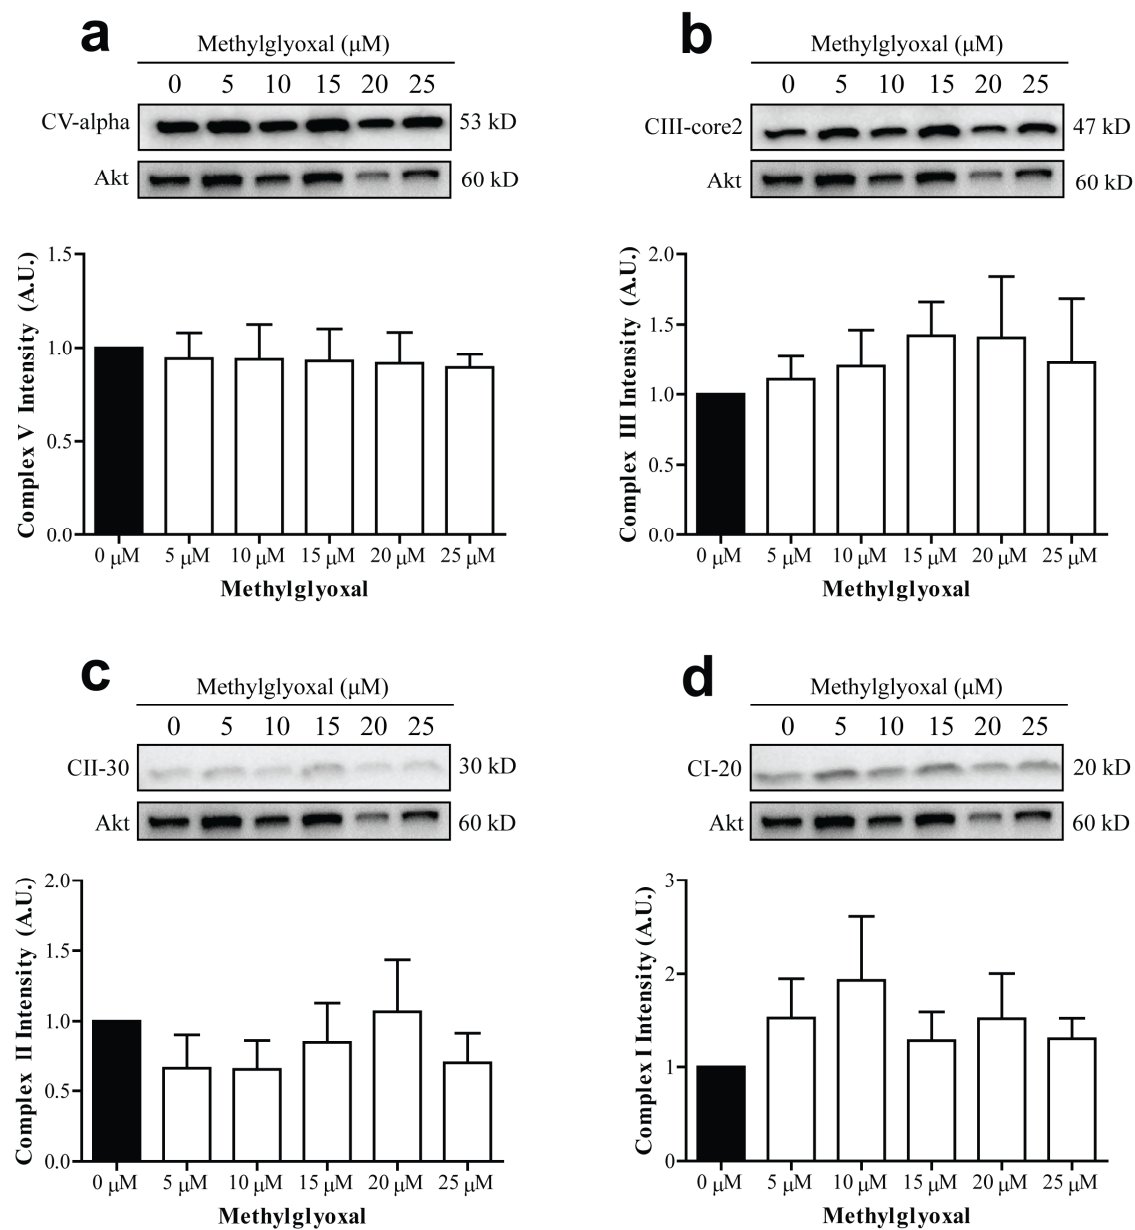 a
Methylglyoxal (μM)
0 5 10 15 20 25
CV-alpha 53 kD
Akt 60 kD
Complex V Intensity (A.U.)
1.5
1.0
0.5
0.0
0 μM 5 μM 10 μM 15 μM 20 μM 25 μM
Methylglyoxal
b
Methylglyoxal (μM)
0 5 10 15 20 25
CIII-core2 47 kD
Akt 60 kD
Complex III Intensity (A.U.)
2.0
1.5
1.0
0.5
0.0
0 μM 5 μM 10 μM 15 μM 20 μM 25 μM
Methylglyoxal
c
Methylglyoxal (μM)
0 5 10 15 20 25
CII-30 30 kD
Akt 60 kD
Complex II Intensity (A.U.)
2.0
1.5
1.0
0.5
0.0
0 μM 5 μM 10 μM 15 μM 20 μM 25 μM
Methylglyoxal
d
Methylglyoxal (μM)
0 5 10 15 20 25
CI-20 20 kD
Akt 60 kD
Complex I Intensity (A.U.)
3
2
1
0
0 μM 5 μM 10 μM 15 μM 20 μM 25 μM
Methylglyoxal